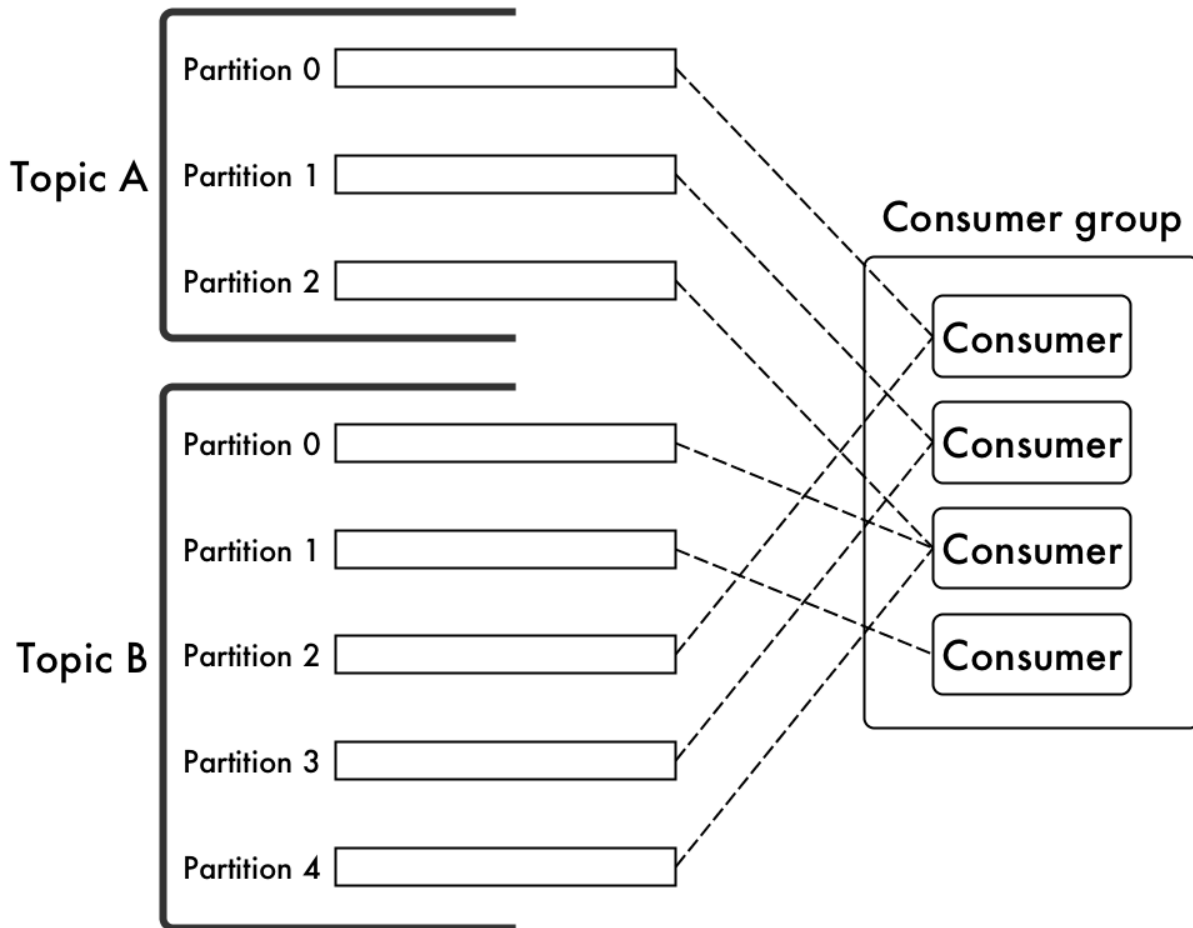 Topic A
Partition 0
Partition 1
Partition 2
Topic B
Partition 0
Partition 1
Partition 2
Partition 3
Partition 4
Consumer group
Consumer
Consumer
Consumer
Consumer